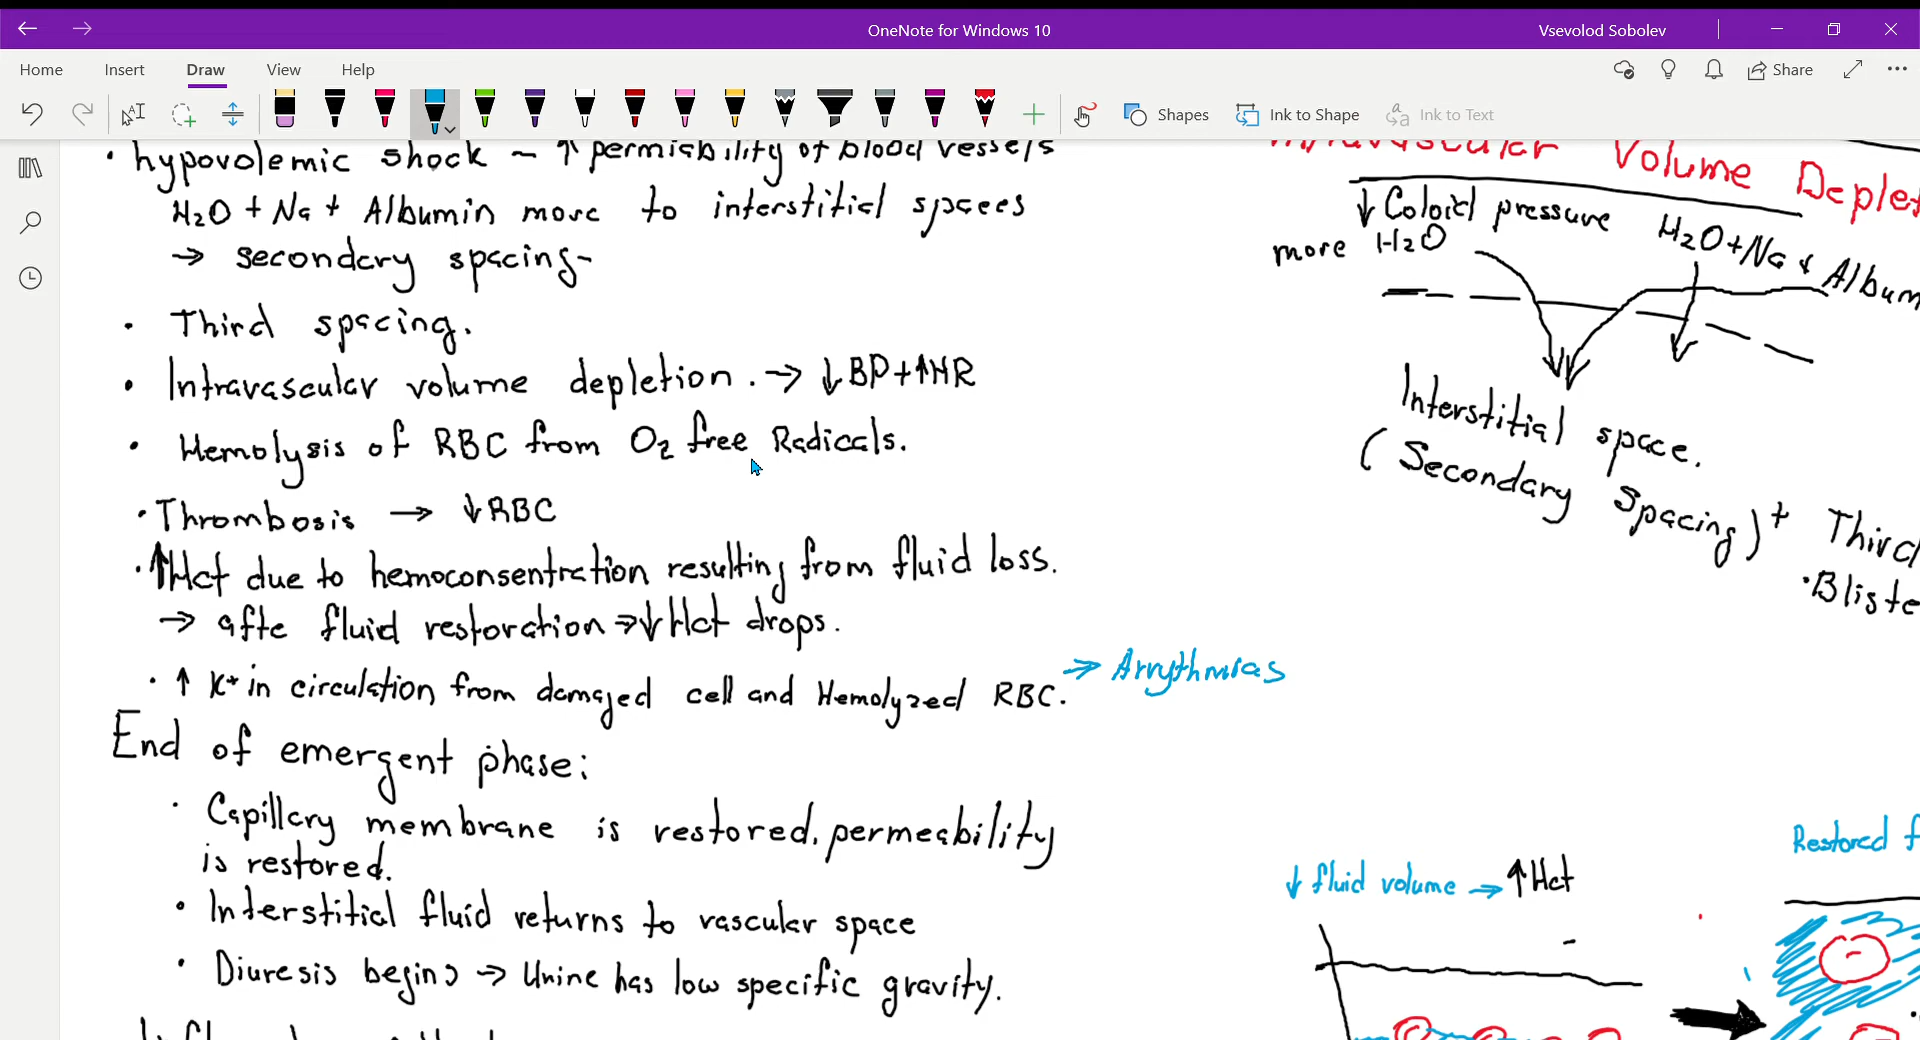 OneNote for Windows 10
Vsevolod Sobolev
Home Insert Draw View Help
Share
Shapes
Ink to Shape
Ink to Text
• hypovolemic shock ~ ↑ permiability of blood vessels
H2O + Na + Albumin move to interstitial spaces
→ secondary spacing-
• Third spacing.
• Intravascular volume depletion. → ↓BP+↑HR
• Hemolysis of RBC from O2 free Radicals.
• Thrombosis → ↓RBC
• ↑Hct due to hemoconsentration resulting from fluid loss.
→ afte fluid restoration → ↓Hct drops.
• ↑ K+ in circulation from damaged cell and Hemolyzed RBC.
→ Arrythmias
End of emergent phase:
• Capillary membrane is restored, permeability
is restored.
• Interstitial fluid returns to vascular space
• Diuresis begins → Urine has low specific gravity.
Volume Deplet
↓ Coloid pressure
move H2O
H2O+Na + Album
Interstitial space.
(Secondary Spacing) + Third
• Bliste
↓ fluid volume → ↑Hct
Restored f